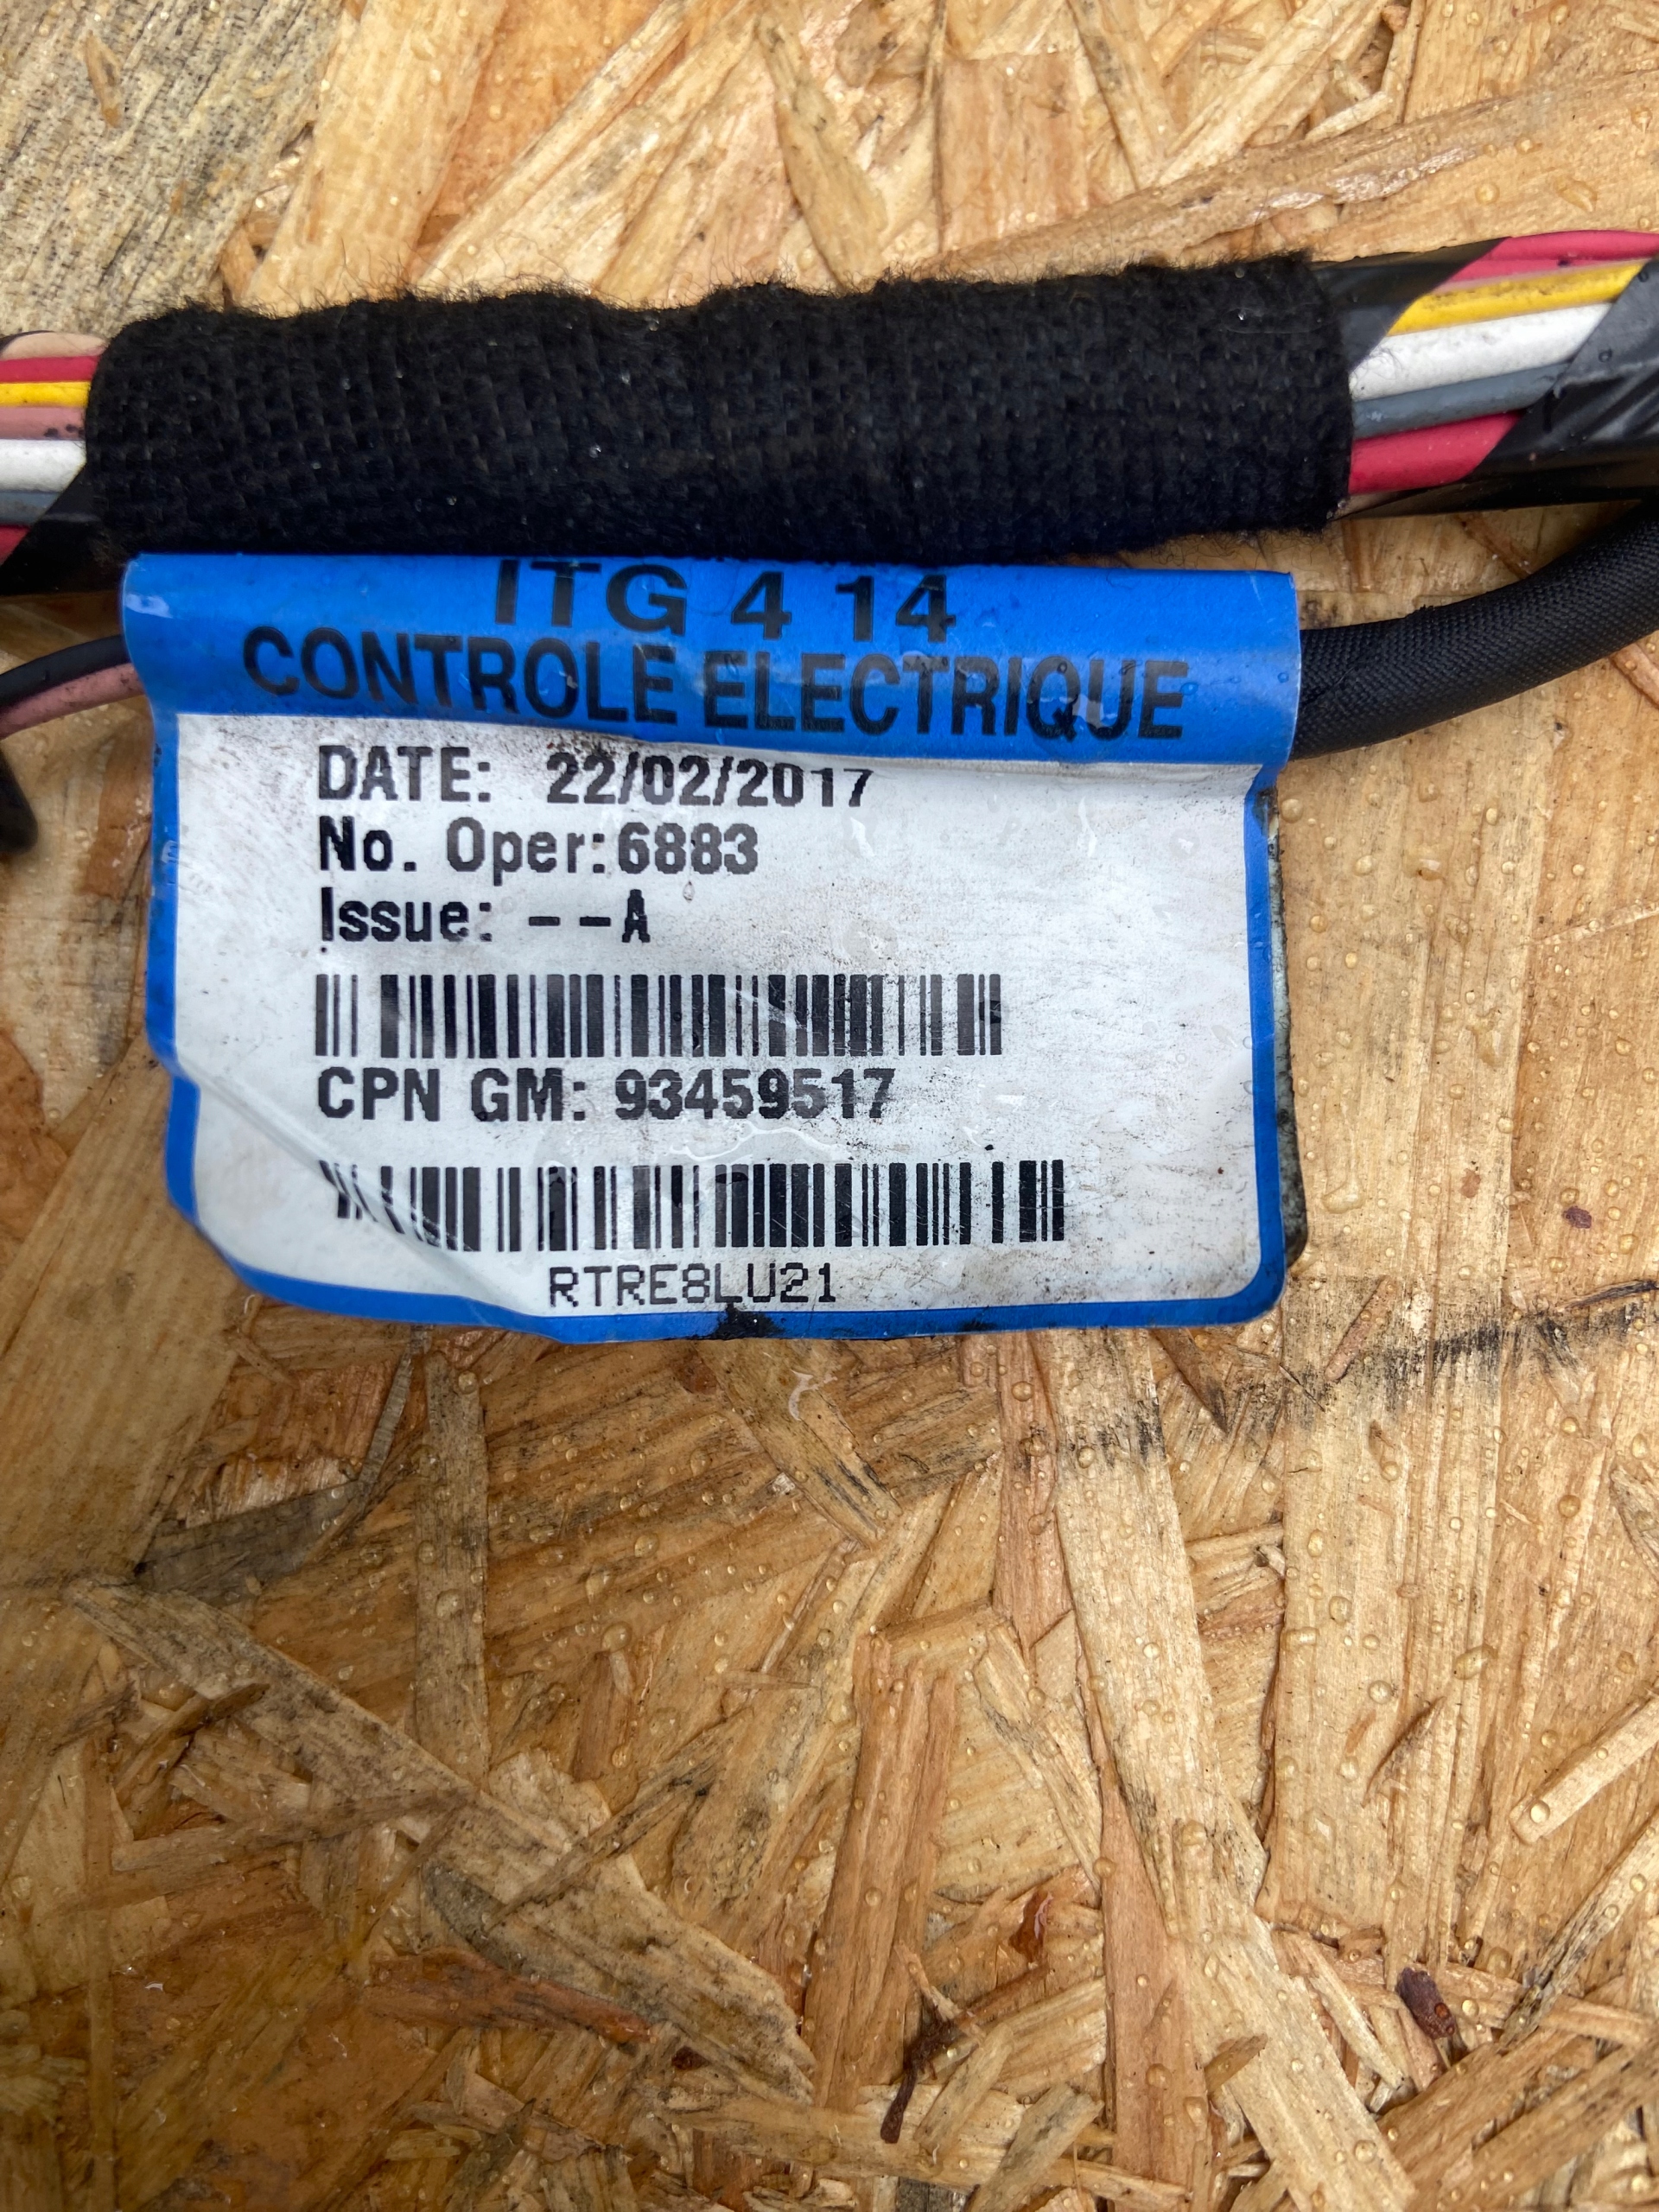 ITG 4 14
CONTROLE ELECTRIQUE
DATE: 22/02/2017
No. Oper:6883
Issue: --A
CPN GM: 93459517
RTRE8LU21